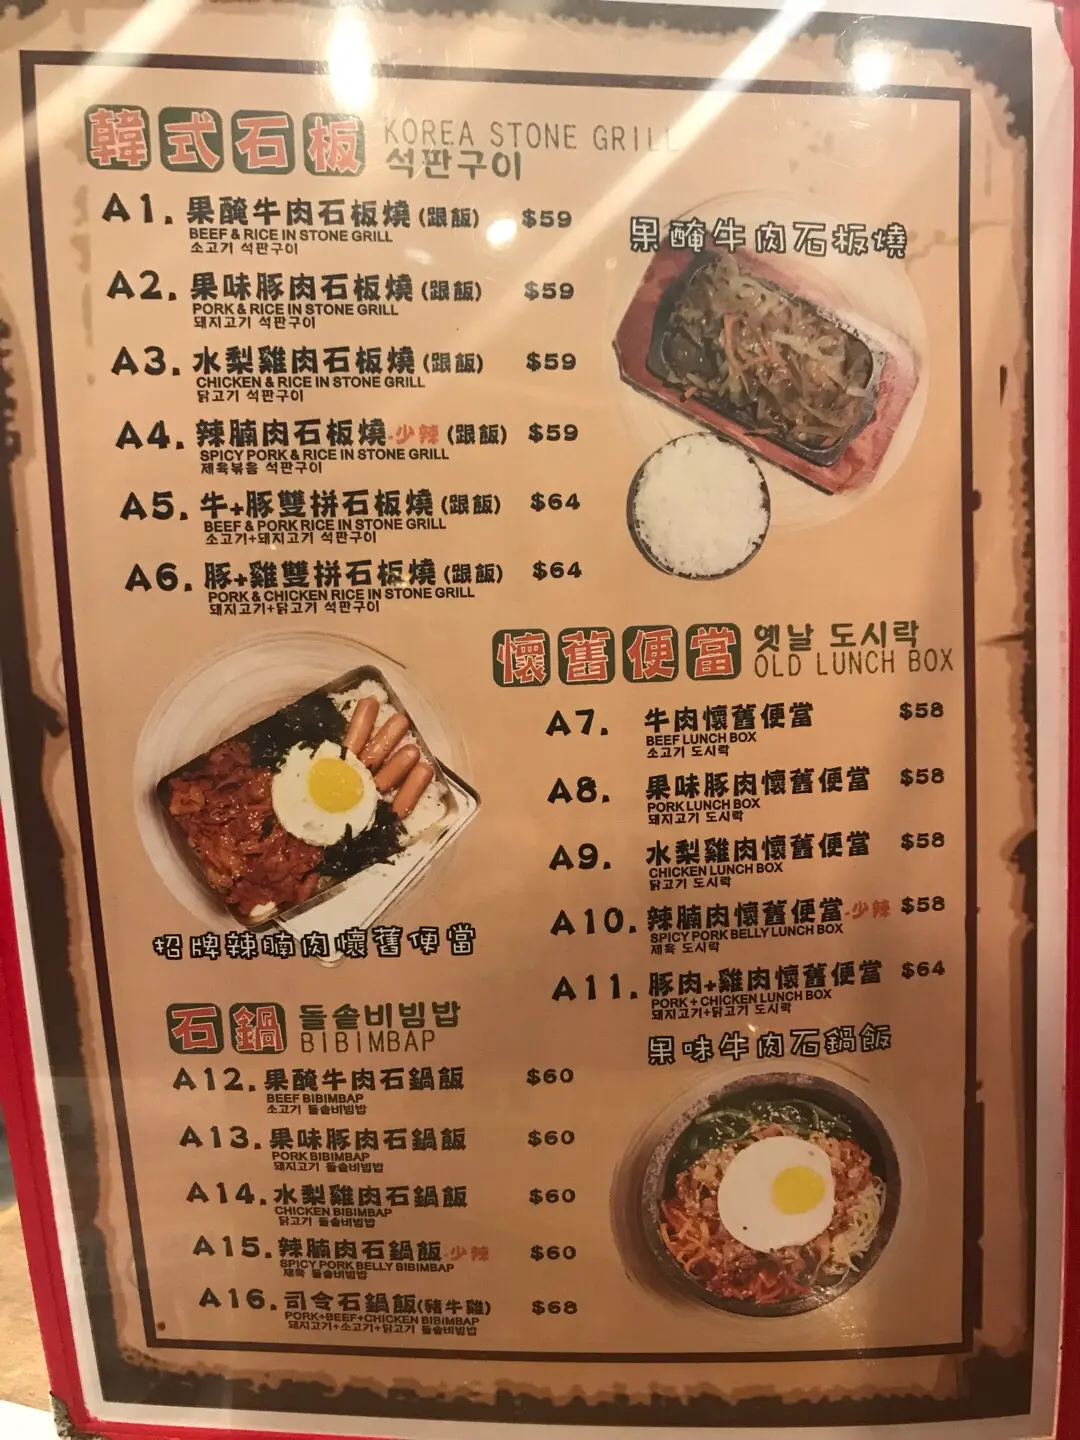 韓式石板 KOREA STONE GRILL
석판구이
A1. 果醃牛肉石板燒(跟飯) $59
BEEF & RICE IN STONE GRILL
소고기 석판구이
A2. 果味豚肉石板燒(跟飯) $59
PORK & RICE IN STONE GRILL
돼지고기 석판구이
A3. 水梨雞肉石板燒(跟飯) $59
CHICKEN & RICE IN STONE GRILL
닭고기 석판구이
A4. 辣腩肉石板燒-少辣(跟飯) $59
SPICY PORK & RICE IN STONE GRILL
제육볶음 석판구이
A5. 牛+豚雙拼石板燒(跟飯) $64
BEEF & PORK RICE IN STONE GRILL
소고기+돼지고기 석판구이
A6. 豚+雞雙拼石板燒(跟飯) $64
PORK & CHICKEN RICE IN STONE GRILL
돼지고기+닭고기 석판구이
果醃牛肉石板燒
懷舊便當 옛날 도시락
OLD LUNCH BOX
A7. 牛肉懷舊便當 $58
BEEF LUNCH BOX
소고기 도시락
A8. 果味豚肉懷舊便當 $58
PORK LUNCH BOX
돼지고기 도시락
A9. 水梨雞肉懷舊便當 $58
CHICKEN LUNCH BOX
닭고기 도시락
A10. 辣腩肉懷舊便當-少辣 $58
SPICY PORK BELLY LUNCH BOX
제육 도시락
A11. 豚肉+雞肉懷舊便當 $64
PORK + CHICKEN LUNCH BOX
돼지고기+닭고기 도시락
招牌辣腩肉懷舊便當
石鍋 돌솥비빔밥
BIBIMBAP
A12. 果醃牛肉石鍋飯 $60
BEEF BIBIMBAP
소고기 돌솥비빔밥
A13. 果味豚肉石鍋飯 $60
PORK BIBIMBAP
돼지고기 돌솥비빔밥
A14. 水梨雞肉石鍋飯 $60
CHICKEN BIBIMBAP
닭고기 돌솥비빔밥
A15. 辣腩肉石鍋飯-少辣 $60
SPICY PORK BELLY BIBIMBAP
제육 돌솥비빔밥
A16. 司令石鍋飯(豬牛雞) $68
PORK+BEEF+CHICKEN BIBIMBAP
돼지고기+소고기+닭고기 돌솥비빔밥
果味牛肉石鍋飯